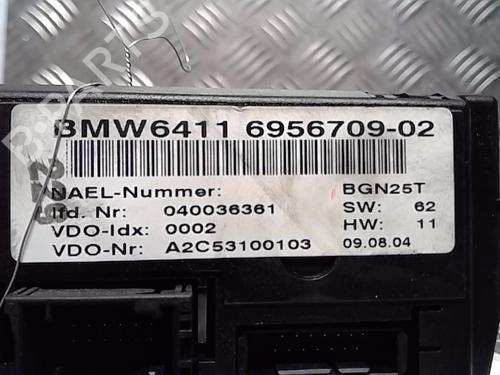 BMW6411 6956709-02
NAEL-Nummer: BGN25T
lfd. Nr: 040036361 SW: 62
VDO-Idx: 0002 HW: 11
VDO-Nr: A2C53100103 09.08.04
B-PARTS